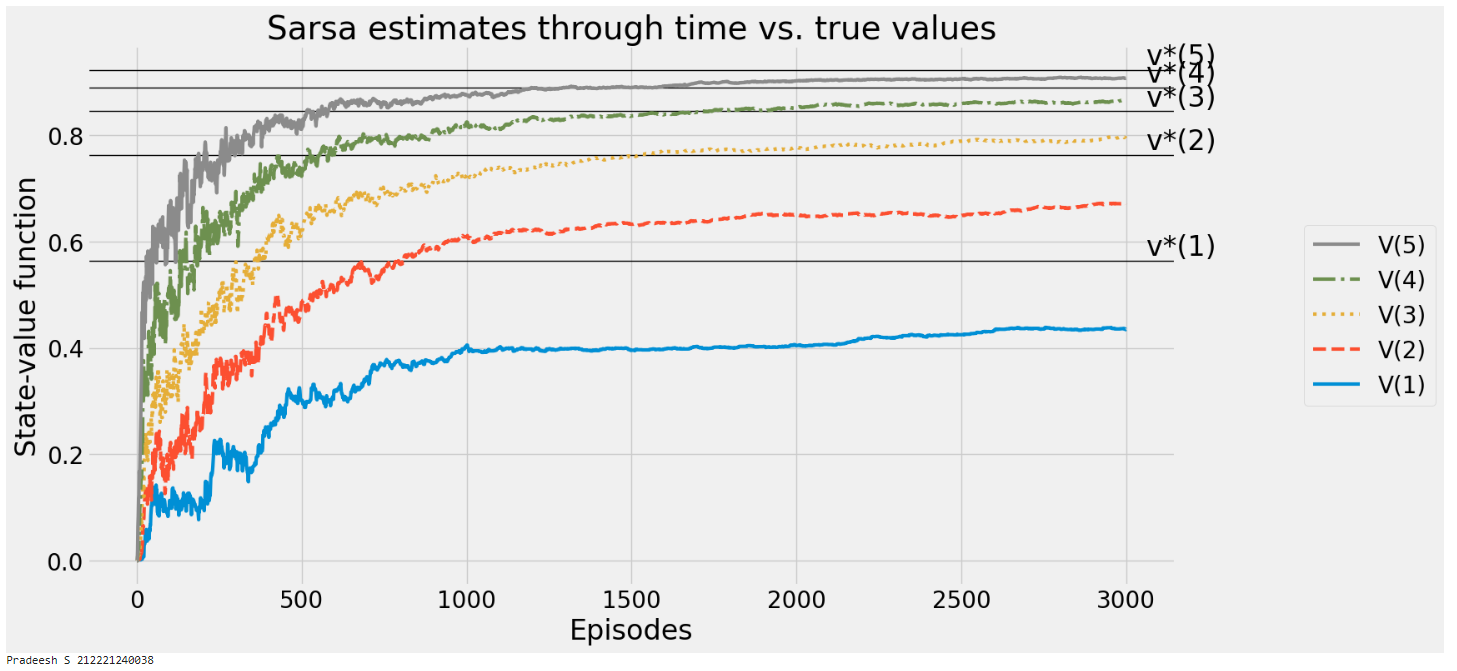 Sarsa estimates through time vs. true values
v*(5)
v*(4)
v*(3)
v*(2)
v*(1)
State-value function
0.8
0.6
0.4
0.2
0.0
0 500 1000 1500 2000 2500 3000
Episodes
V(5)
V(4)
V(3)
V(2)
V(1)
Pradeesh S 212221240038